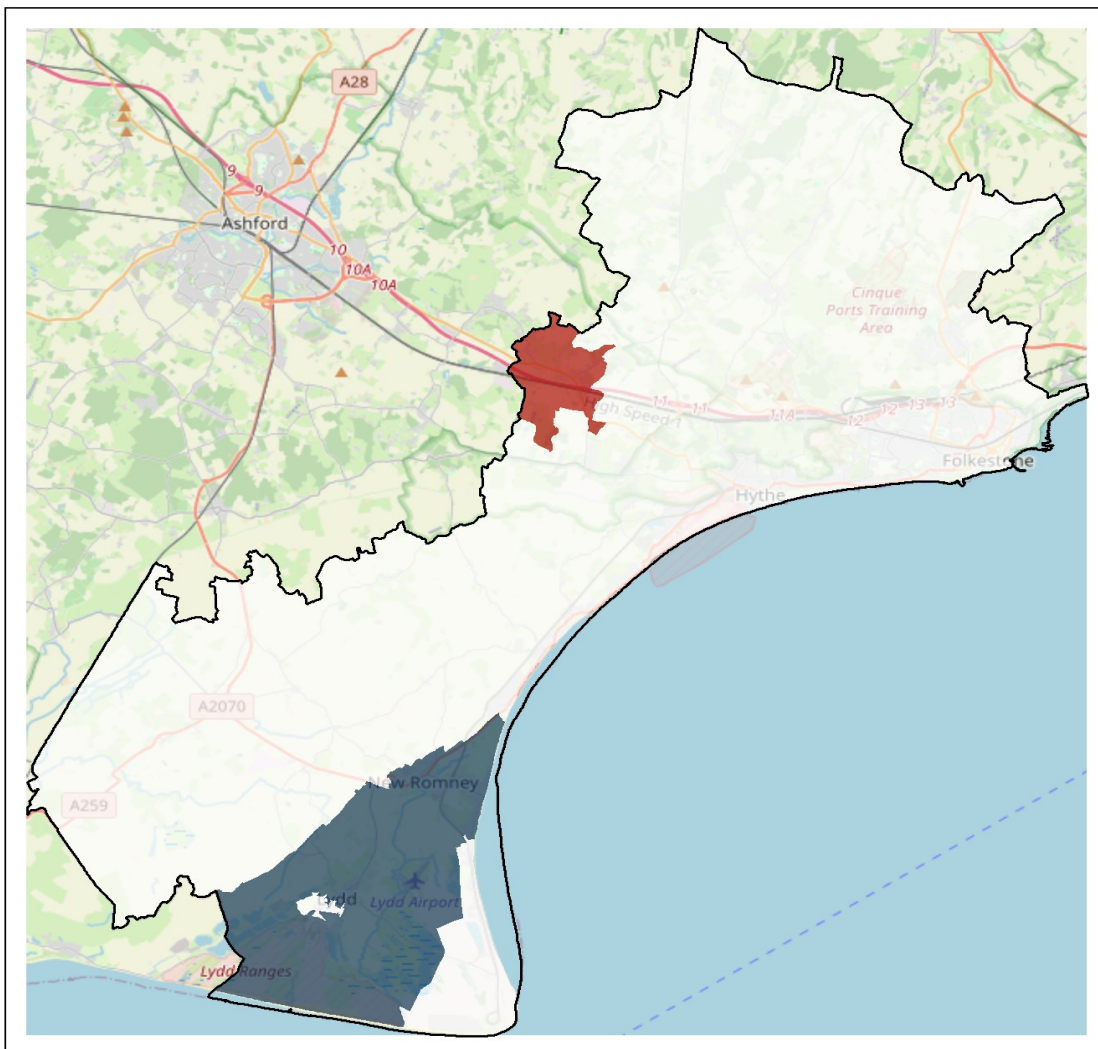 A28
9
9
Ashford
10
10A
10A
Cinque
Ports Training
Area
11
11
11A
12
12
13
13
High Speed 1
Folkestone
Hythe
A2070
New Romney
A259
Lydd
Lydd Airport
Lydd Ranges